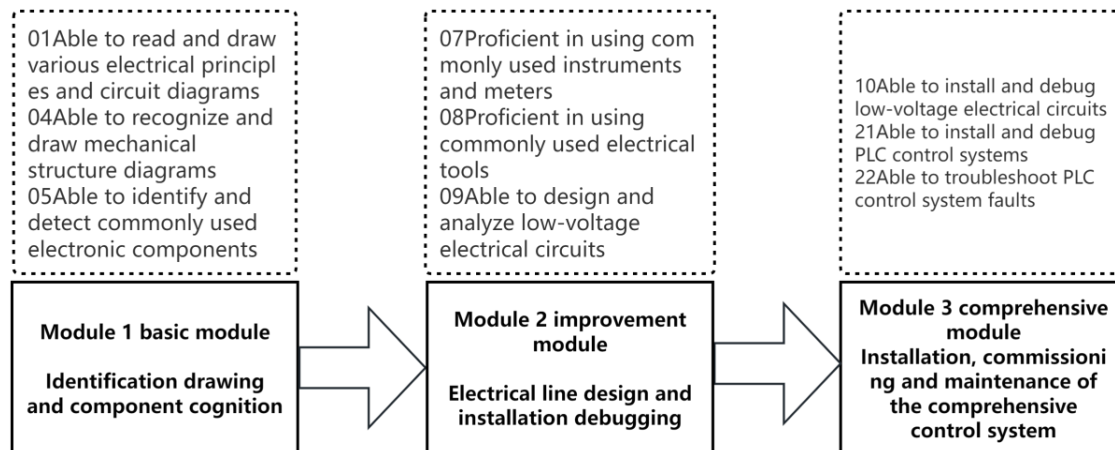 01Able to read and draw
various electrical principl
es and circuit diagrams
04Able to recognize and
draw mechanical
structure diagrams
05Able to identify and
detect commonly used
electronic components
Module 1 basic module
Identification drawing
and component cognition
07Proficient in using com
monly used instruments
and meters
08Proficient in using
commonly used electrical
tools
09Able to design and
analyze low-voltage
electrical circuits
Module 2 improvement
module
Electrical line design and
installation debugging
10Able to install and debug
low-voltage electrical circuits
21Able to install and debug
PLC control systems
22Able to troubleshoot PLC
control system faults
Module 3 comprehensive
module
Installation, commissioni
ng and maintenance of
the comprehensive
control system